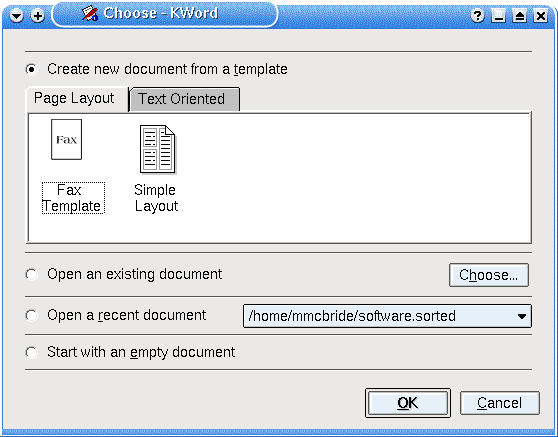 Choose - KWord
Create new document from a template
Page Layout
Text Oriented
Fax
Fax
Template
Simple
Layout
Open an existing document
Choose...
Open a recent document
/home/mmcbride/software.sorted
Start with an empty document
OK
Cancel